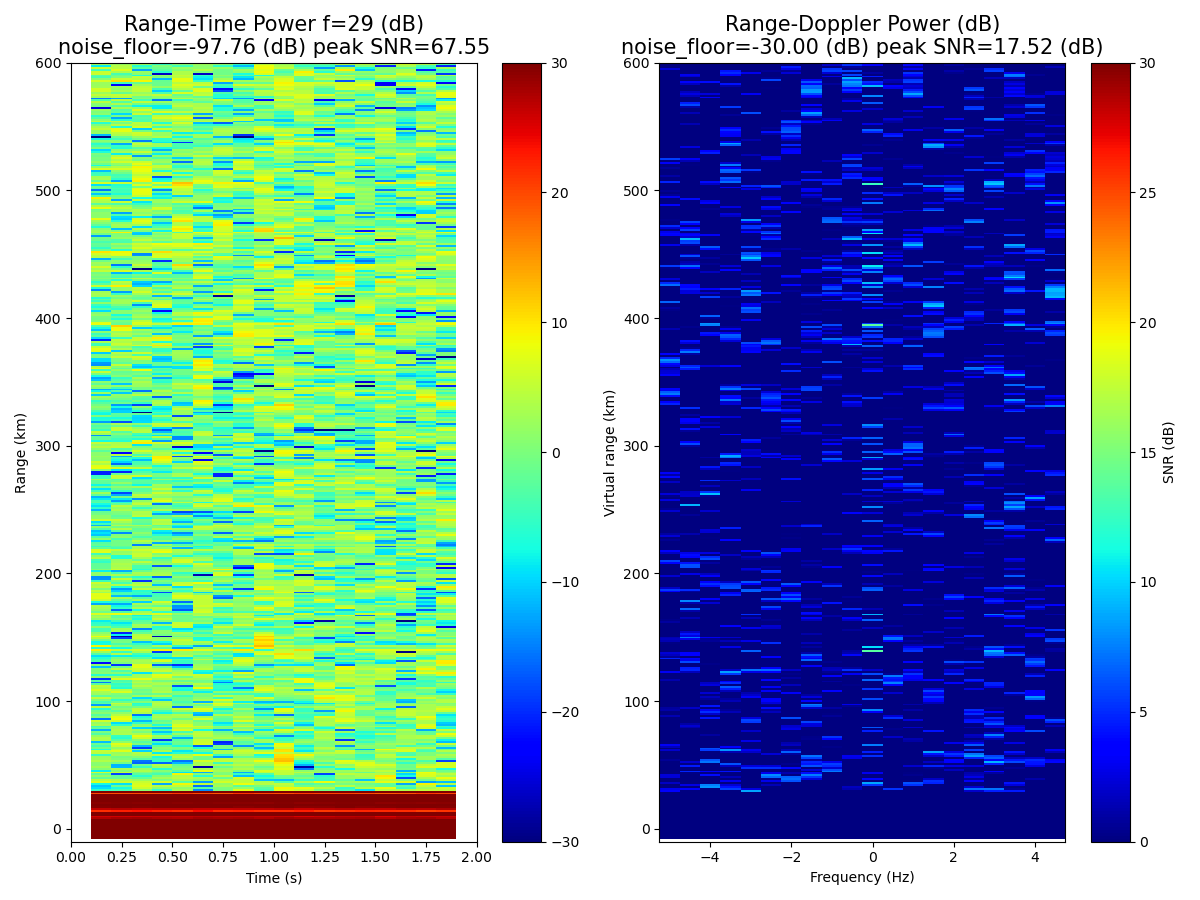 Range-Time Power f=29 (dB)
noise_floor=-97.76 (dB) peak SNR=67.55
600
500
400
300
200
100
0
Range (km)
0.00 0.25 0.50 0.75 1.00 1.25 1.50 1.75 2.00
Time (s)
30
20
10
0
−10
−20
−30
Range-Doppler Power (dB)
noise_floor=-30.00 (dB) peak SNR=17.52 (dB)
600
500
400
300
200
100
0
Virtual range (km)
−4 −2 0 2 4
Frequency (Hz)
30
25
20
15
10
5
0
SNR (dB)